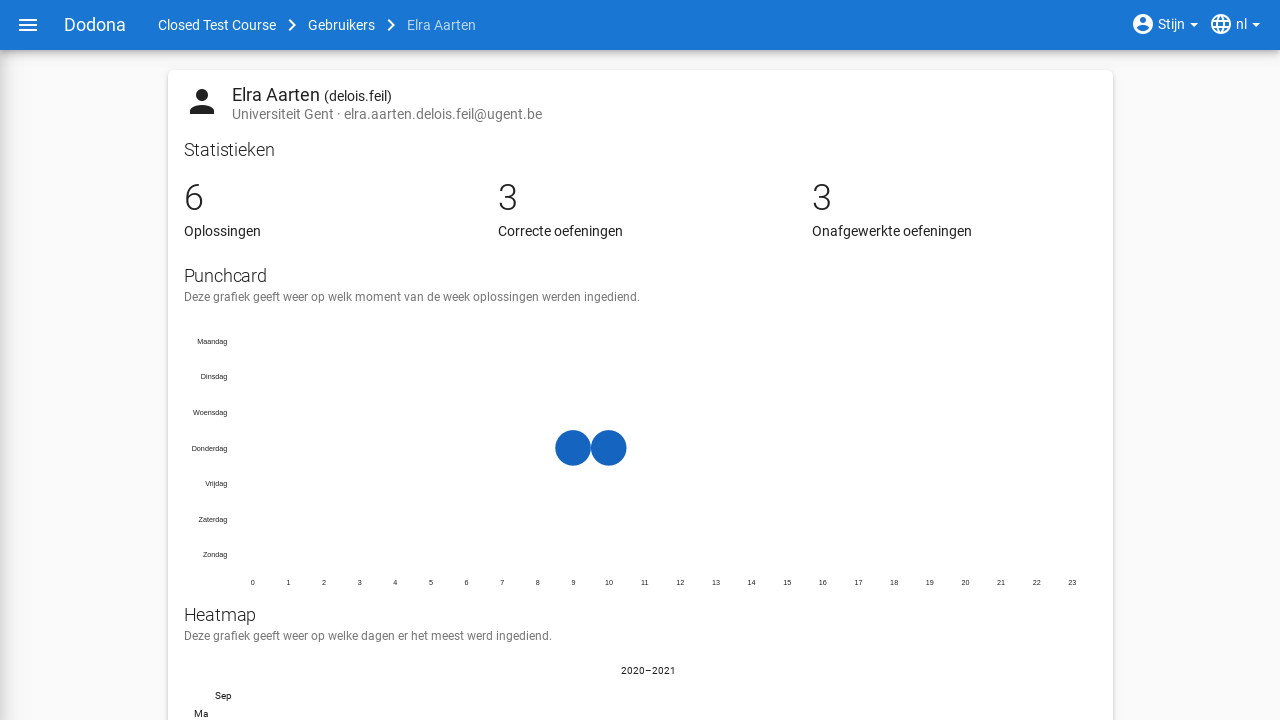 Dodona Closed Test Course Gebruikers Elra Aarten Stijn nl
Elra Aarten (delois.feil)
Universiteit Gent · elra.aarten.delois.feil@ugent.be
Statistieken
6 3 3
Oplossingen Correcte oefeningen Onafgewerkte oefeningen
Punchcard
Deze grafiek geeft weer op welk moment van de week oplossingen werden ingediend.
Maandag
Dinsdag
Woensdag
Donderdag
Vrijdag
Zaterdag
Zondag
0 1 2 3 4 5 6 7 8 9 10 11 12 13 14 15 16 17 18 19 20 21 22 23
Heatmap
Deze grafiek geeft weer op welke dagen er het meest werd ingediend.
2020–2021
Sep
Ma